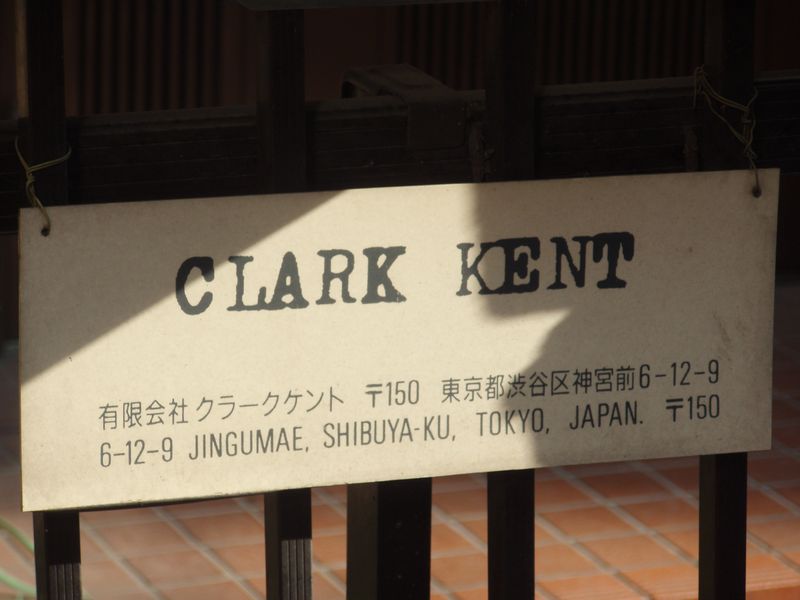 CLARK KENT
有限会社 クラークケント 〒150 東京都渋谷区神宮前6-12-9
6-12-9 JINGUMAE, SHIBUYA-KU, TOKYO, JAPAN. 〒150